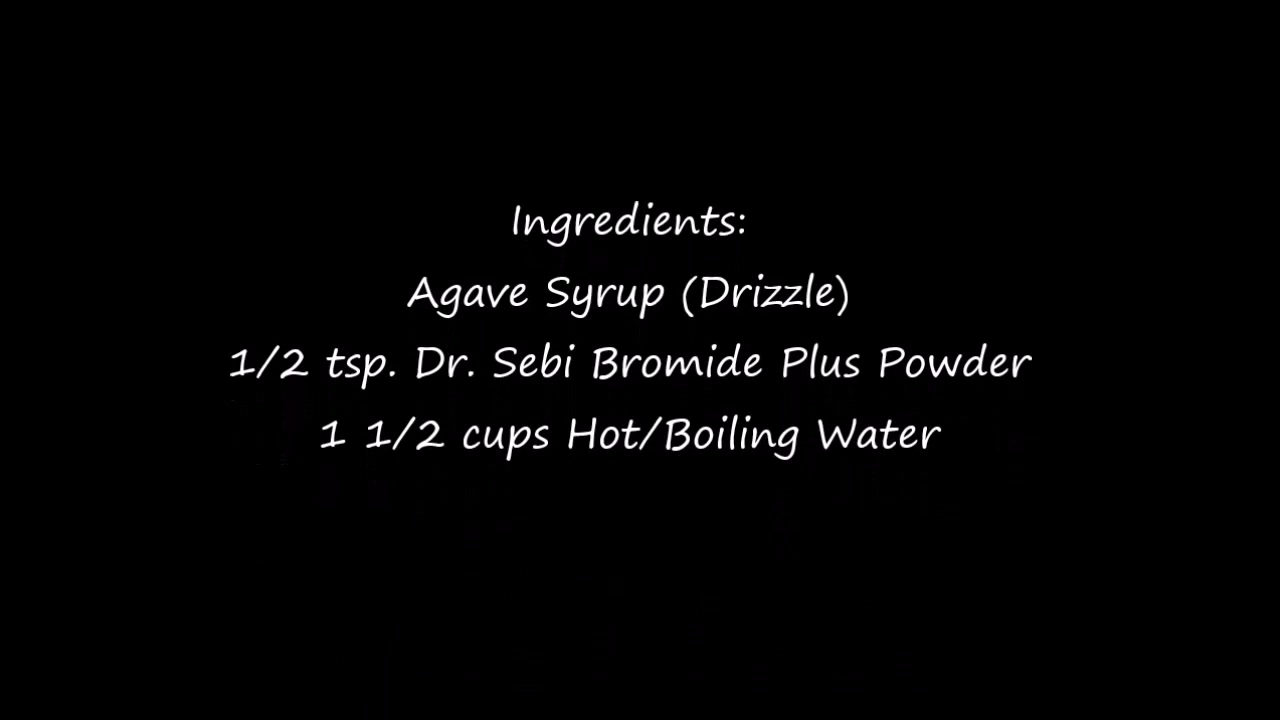 Ingredients:
Agave Syrup (Drizzle)
1/2 tsp. Dr. Sebi Bromide Plus Powder
1 1/2 cups Hot/Boiling Water